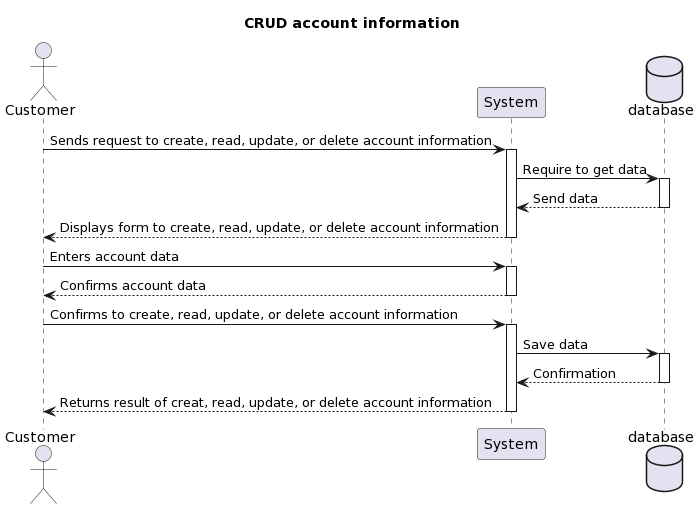 CRUD account information
Customer
System
database
Sends request to create, read, update, or delete account information
Require to get data
Send data
Displays form to create, read, update, or delete account information
Enters account data
Confirms account data
Confirms to create, read, update, or delete account information
Save data
Confirmation
Returns result of creat, read, update, or delete account information
Customer
System
database